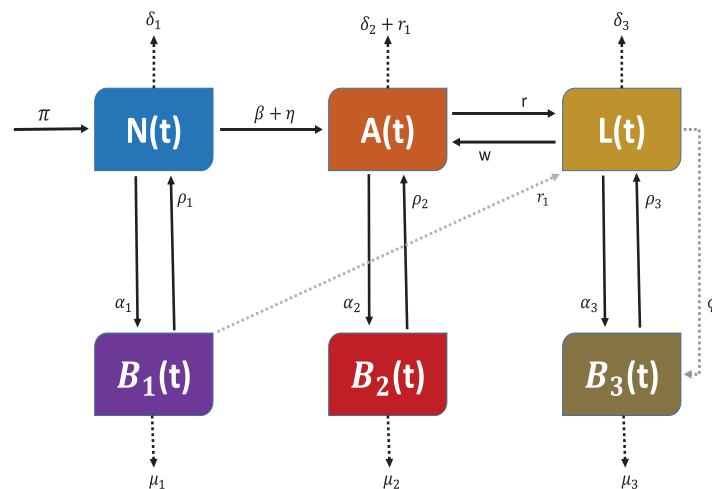 δ₁ δ₂ + r₁ δ₃
π N(t) β + η A(t) r w L(t)
α₁ ρ₁ α₂ ρ₂ r₁ α₃ ρ₃
B₁(t) B₂(t) B₃(t)
μ₁ μ₂ μ₃